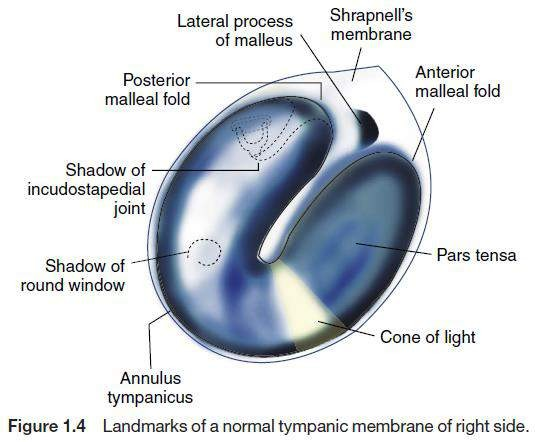 Lateral process
of malleus
Shrapnell's
membrane
Posterior
malleal fold
Anterior
malleal fold
Shadow of
incudostapedial
joint
Pars tensa
Shadow of
round window
Cone of light
Annulus
tympanicus
Figure 1.4 Landmarks of a normal tympanic membrane of right side.